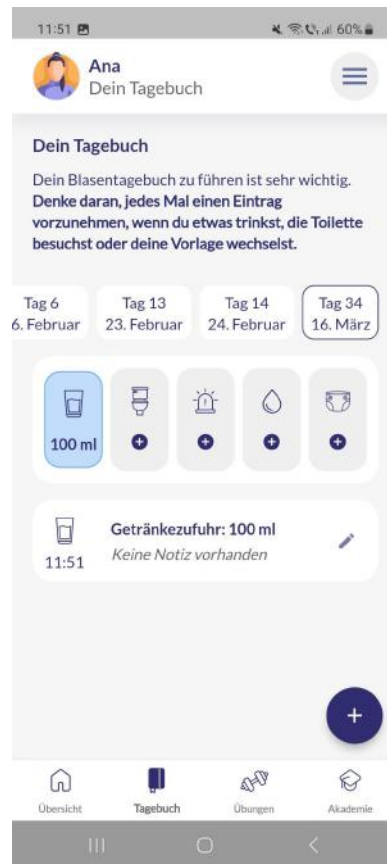 11:51 60%
Ana
Dein Tagebuch
Dein Tagebuch
Dein Blasentagebuch zu führen ist sehr wichtig.
Denke daran, jedes Mal einen Eintrag
vorzunehmen, wenn du etwas trinkst, die Toilette
besuchst oder deine Vorlage wechselst.
Tag 6 Tag 13 Tag 14 Tag 34
6. Februar 23. Februar 24. Februar 16. März
100 ml
Getränkezufuhr: 100 ml
11:51 Keine Notiz vorhanden
Übersicht Tagebuch Übungen Akademie